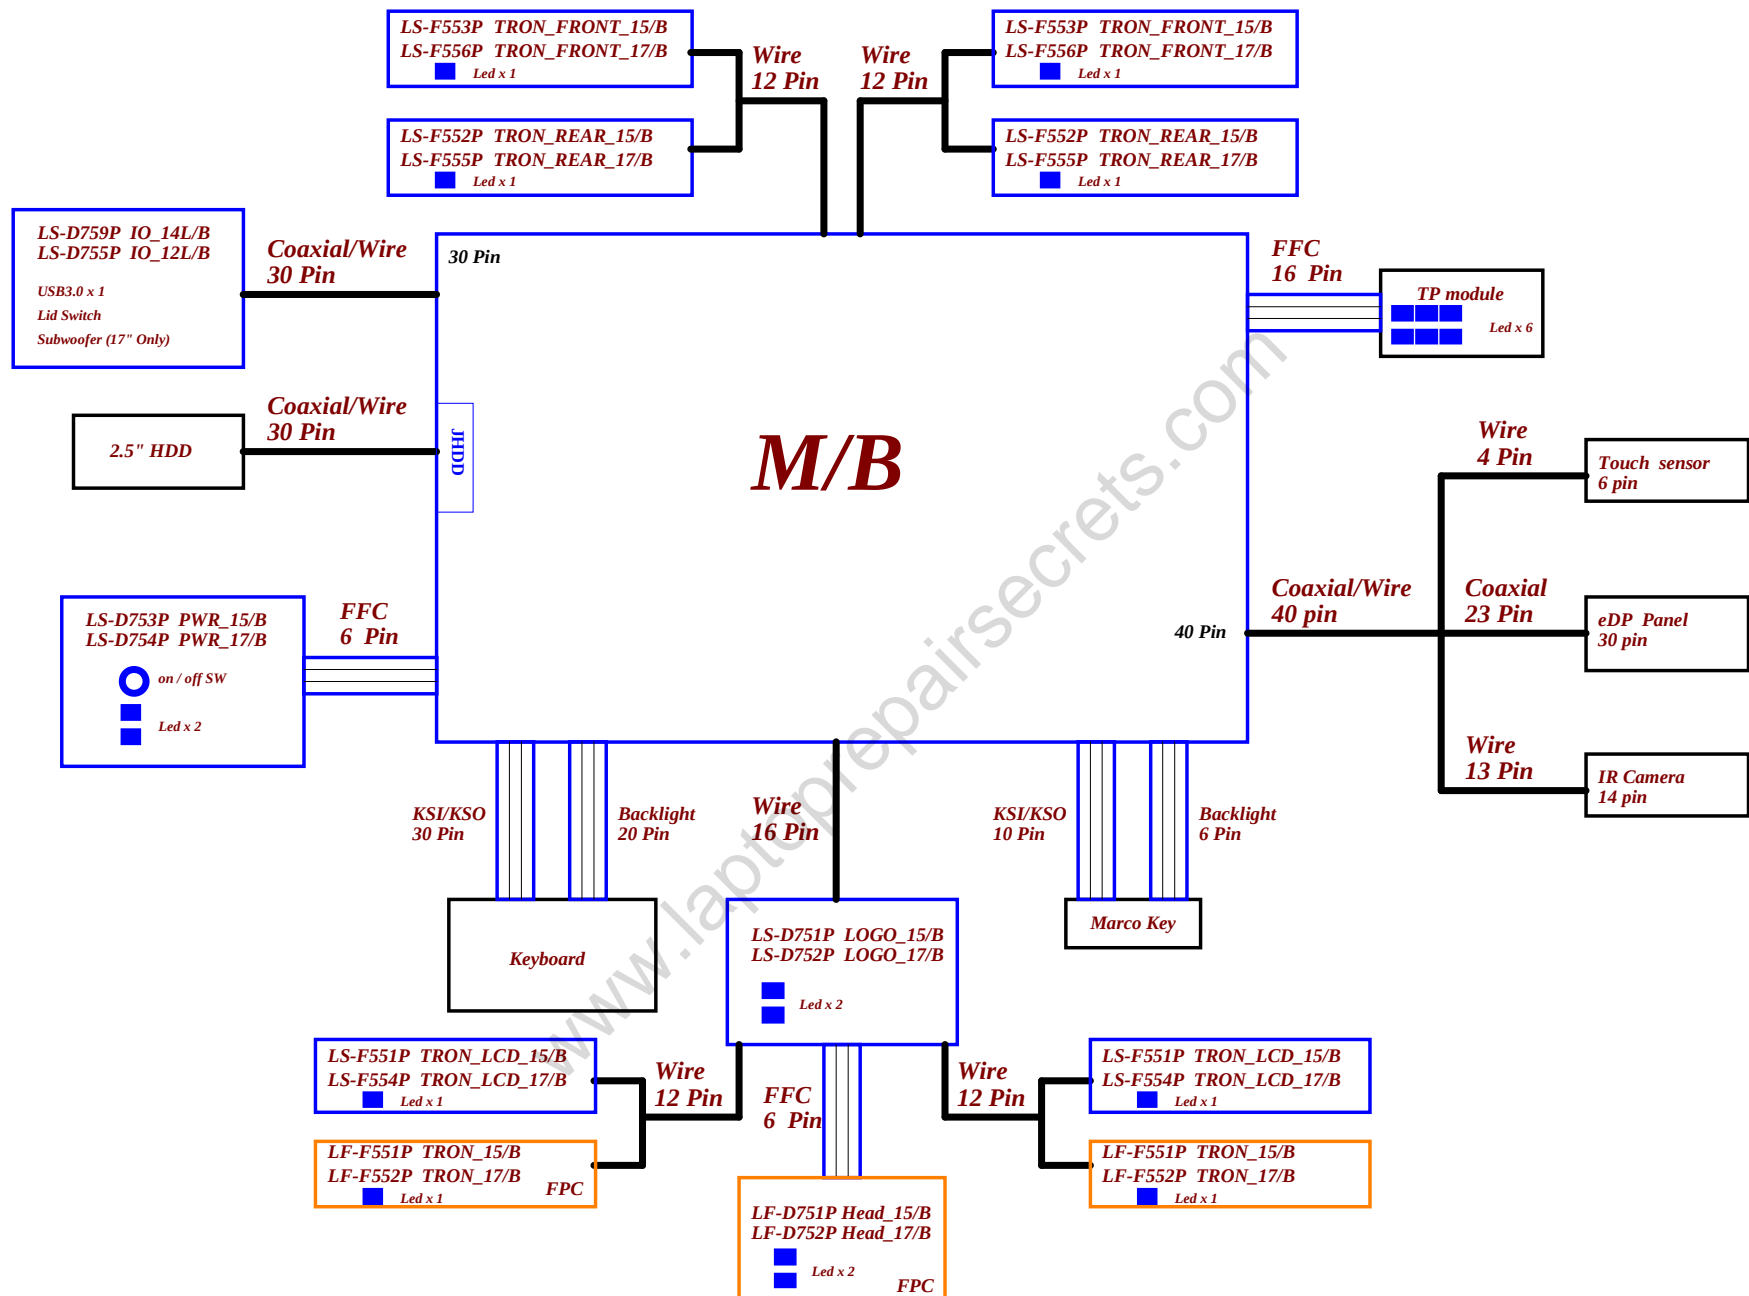 LS-F553P TRON_FRONT_15/B
LS-F556P TRON_FRONT_17/B
Led x 1
Wire
12 Pin
LS-F552P TRON_REAR_15/B
LS-F555P TRON_REAR_17/B
Led x 1
Wire
12 Pin
LS-F553P TRON_FRONT_15/B
LS-F556P TRON_FRONT_17/B
Led x 1
LS-F552P TRON_REAR_15/B
LS-F555P TRON_REAR_17/B
Led x 1
LS-D759P IO_14L/B
LS-D755P IO_12L/B
USB3.0 x 1
Lid Switch
Subwoofer (17" Only)
Coaxial/Wire
30 Pin
30 Pin
FFC
16 Pin
TP module
Led x 6
2.5" HDD
Coaxial/Wire
30 Pin
JHDD
M/B
Wire
4 Pin
Touch sensor
6 pin
LS-D753P PWR_15/B
LS-D754P PWR_17/B
on / off SW
Led x 2
FFC
6 Pin
40 Pin
Coaxial/Wire
40 pin
Coaxial
23 Pin
eDP Panel
30 pin
Wire
13 Pin
IR Camera
14 pin
KSI/KSO
30 Pin
Backlight
20 Pin
Wire
16 Pin
KSI/KSO
10 Pin
Backlight
6 Pin
Keyboard
LS-D751P LOGO_15/B
LS-D752P LOGO_17/B
Led x 2
Marco Key
LS-F551P TRON_LCD_15/B
LS-F554P TRON_LCD_17/B
Led x 1
Wire
12 Pin
FFC
6 Pin
Wire
12 Pin
LS-F551P TRON_LCD_15/B
LS-F554P TRON_LCD_17/B
Led x 1
LF-F551P TRON_15/B
LF-F552P TRON_17/B
Led x 1
FPC
LF-F551P TRON_15/B
LF-F552P TRON_17/B
Led x 1
LF-D751P Head_15/B
LF-D752P Head_17/B
Led x 2
FPC
www.laptoprepairsecrets.com